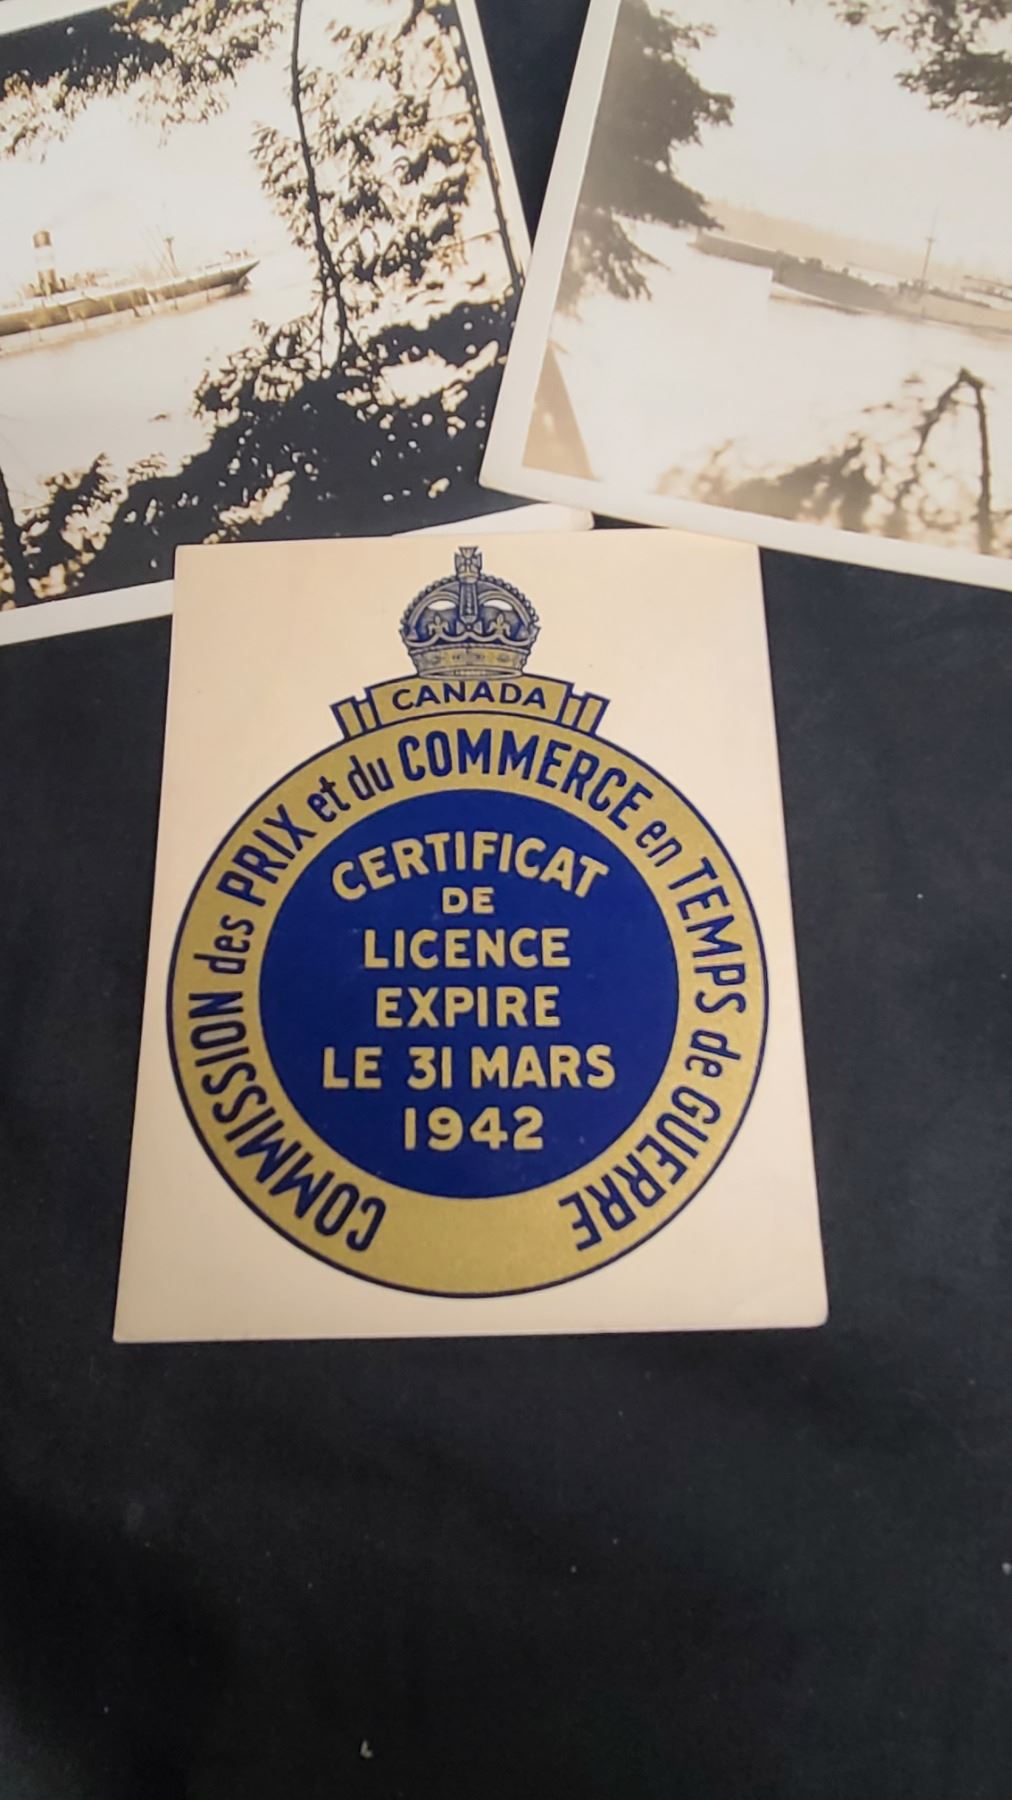 CANADA
COMMISSION des PRIX et du COMMERCE en TEMPS de GUERRE
CERTIFICAT
DE
LICENCE
EXPIRE
LE 31 MARS
1942